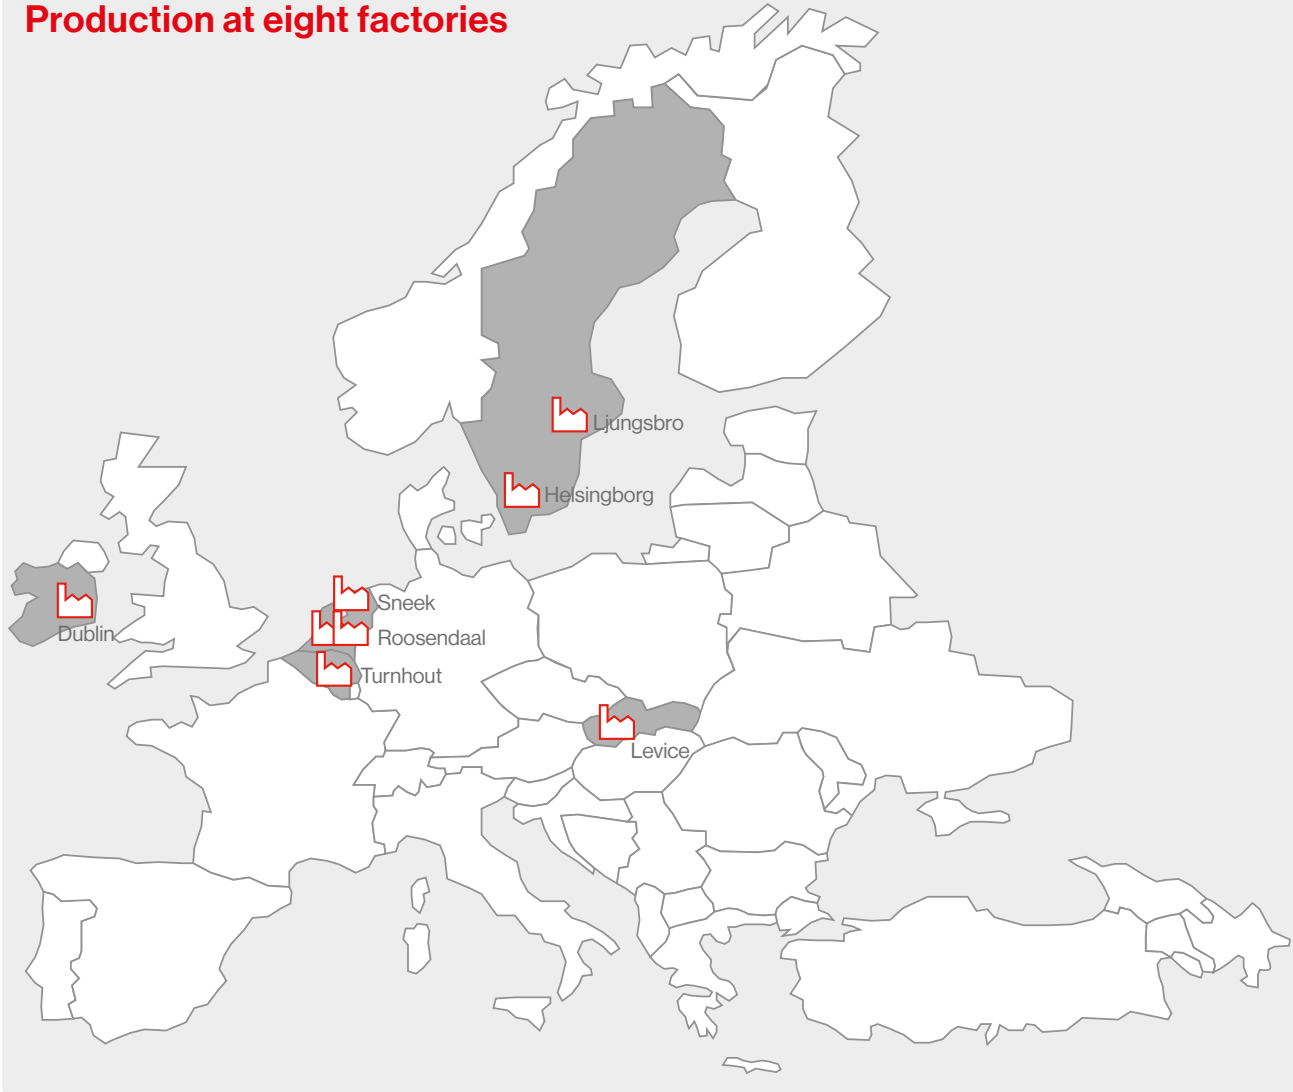 Production at eight factories
Ljungsbro
Helsingborg
Sneek
Dublin
Roosendaal
Turnhout
Levice